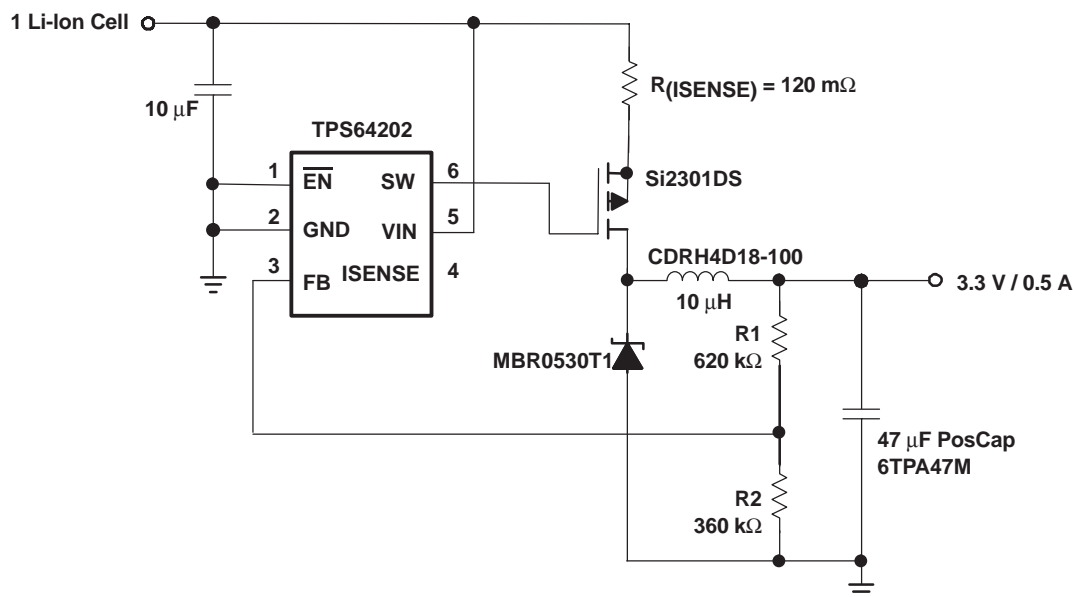 1 Li-Ion Cell
R(ISENSE) = 120 mΩ
10 μF
TPS64202
1
EN
SW
6
Si2301DS
2
GND
VIN
5
3
FB
ISENSE
4
CDRH4D18-100
10 μH
3.3 V / 0.5 A
R1
620 kΩ
MBR0530T1
47 μF PosCap
6TPA47M
R2
360 kΩ